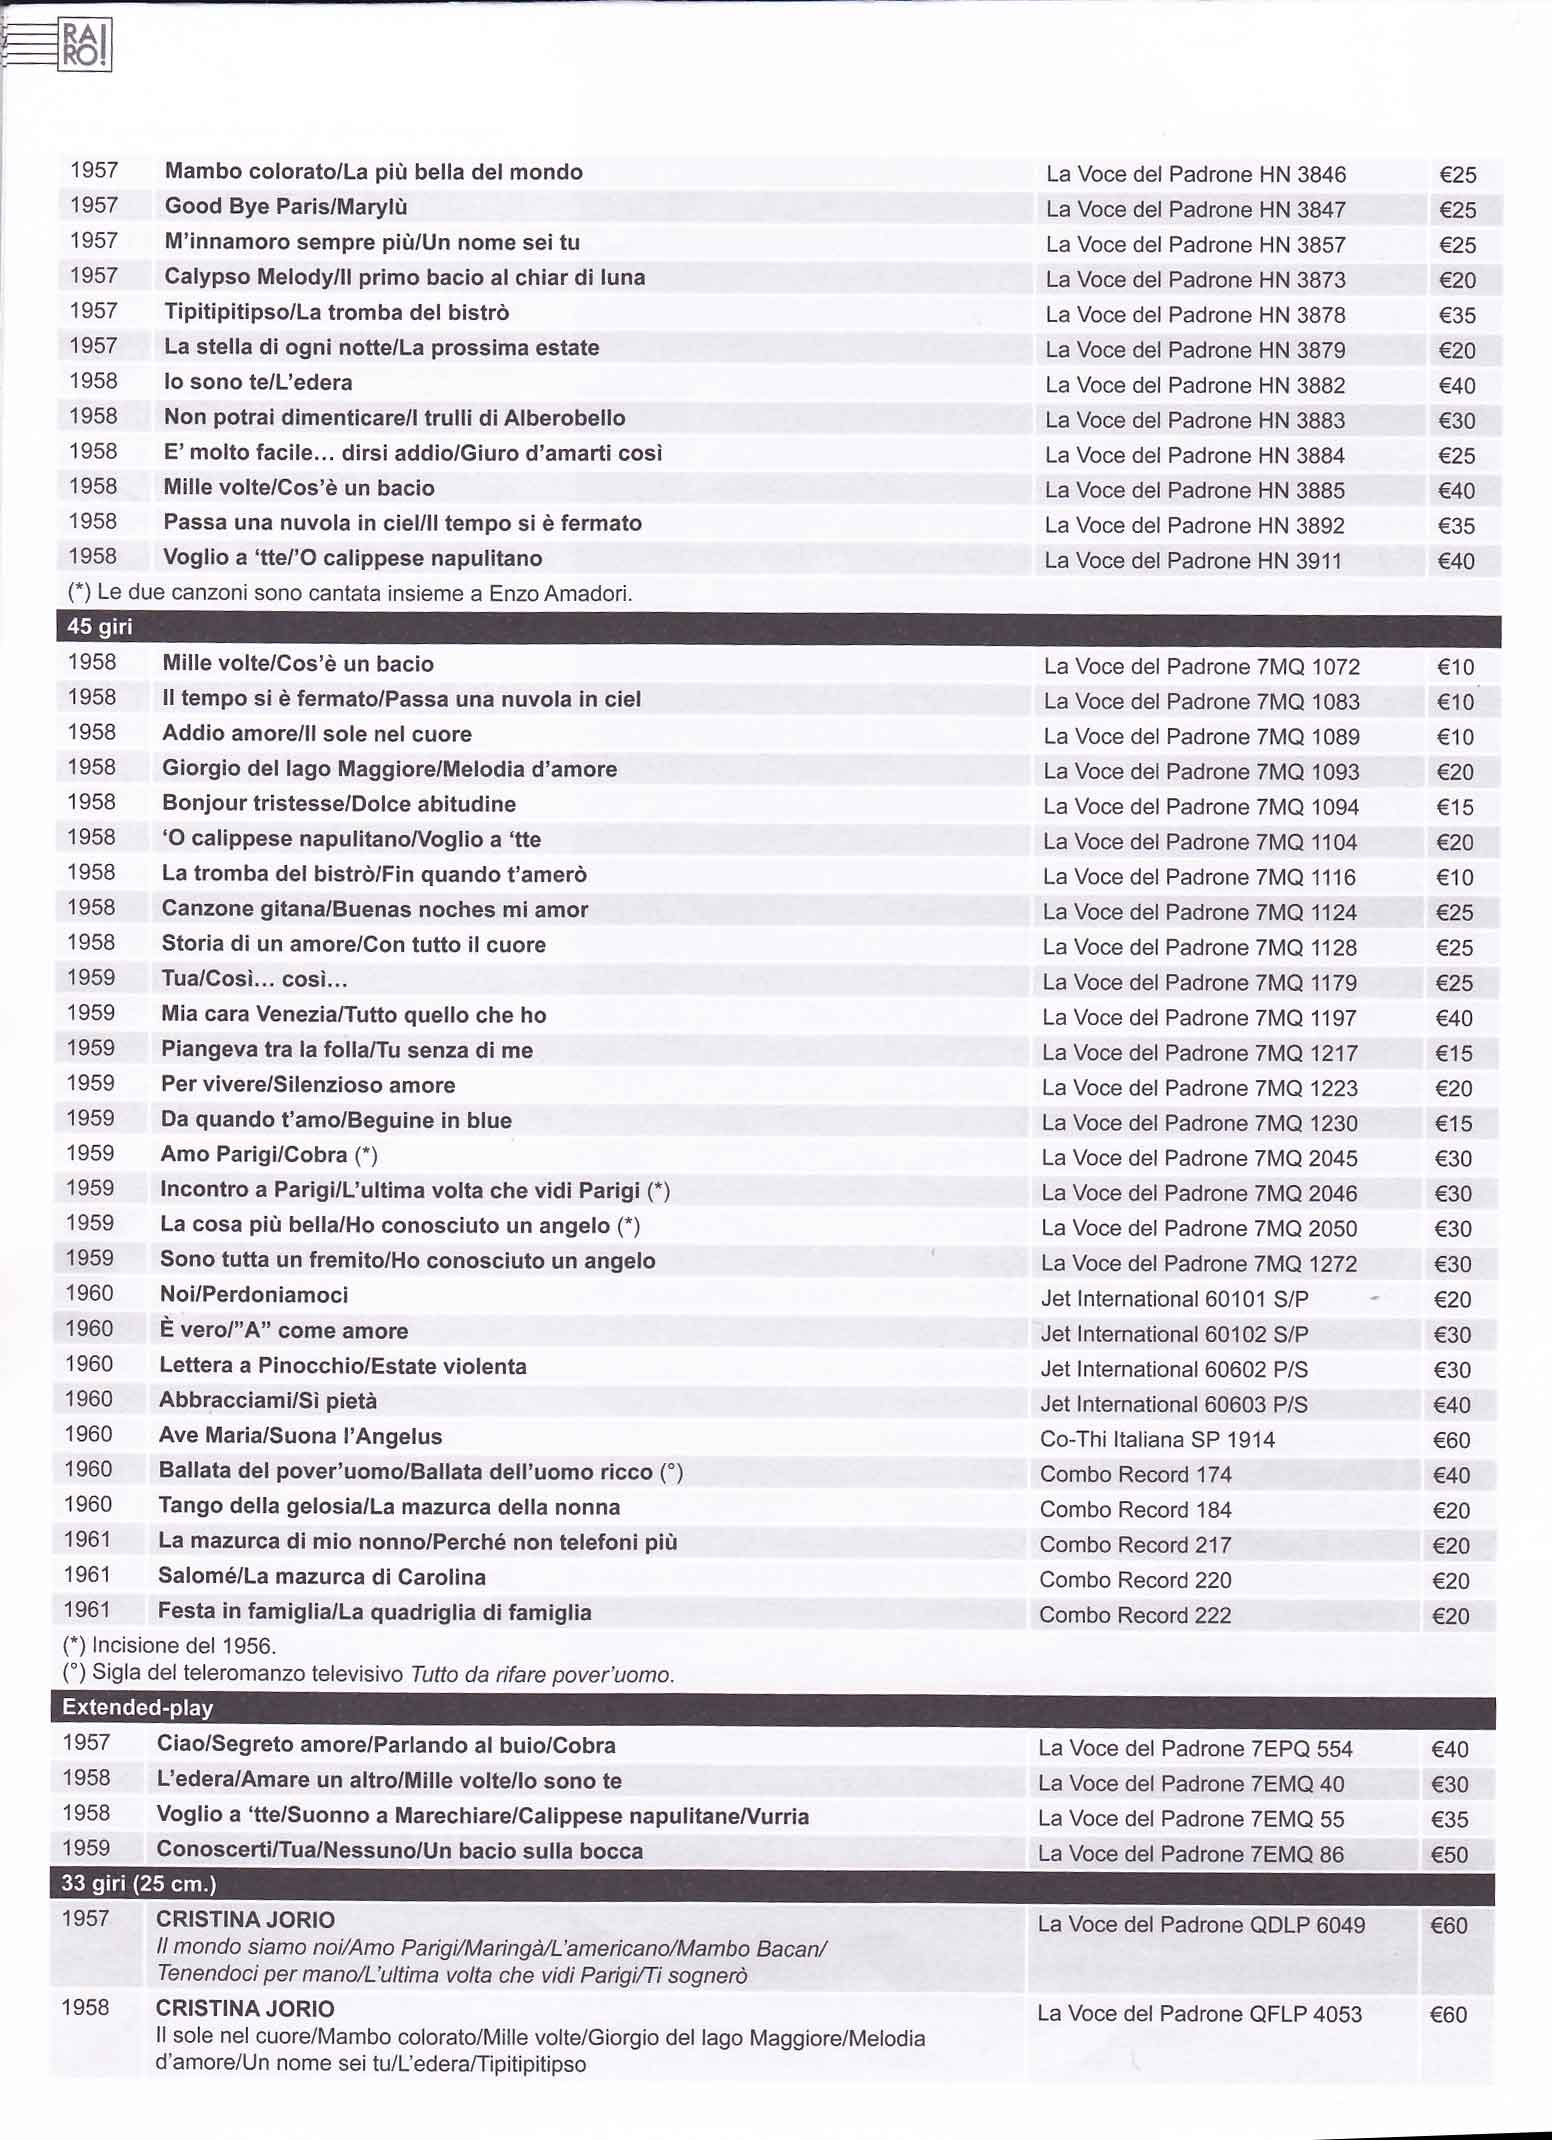 RA
RO!
1957 Mambo colorato/La più bella del mondo La Voce del Padrone HN 3846 €25
1957 Good Bye Paris/Marylù La Voce del Padrone HN 3847 €25
1957 M’innamoro sempre più/Un nome sei tu La Voce del Padrone HN 3857 €25
1957 Calypso Melody/Il primo bacio al chiar di luna La Voce del Padrone HN 3873 €20
1957 Tipitipitipso/La tromba del bistrò La Voce del Padrone HN 3878 €35
1957 La stella di ogni notte/La prossima estate La Voce del Padrone HN 3879 €20
1958 Io sono te/L’edera La Voce del Padrone HN 3882 €40
1958 Non potrai dimenticare/I trulli di Alberobello La Voce del Padrone HN 3883 €30
1958 E’ molto facile... dirsi addio/Giuro d’amarti così La Voce del Padrone HN 3884 €25
1958 Mille volte/Cos’è un bacio La Voce del Padrone HN 3885 €40
1958 Passa una nuvola in ciel/Il tempo si è fermato La Voce del Padrone HN 3892 €35
1958 Voglio a ‘tte/’O calippese napulitano La Voce del Padrone HN 3911 €40
(*) Le due canzoni sono cantata insieme a Enzo Amadori.
45 giri
1958 Mille volte/Cos’è un bacio La Voce del Padrone 7MQ 1072 €10
1958 Il tempo si è fermato/Passa una nuvola in ciel La Voce del Padrone 7MQ 1083 €10
1958 Addio amore/Il sole nel cuore La Voce del Padrone 7MQ 1089 €10
1958 Giorgio del lago Maggiore/Melodia d’amore La Voce del Padrone 7MQ 1093 €20
1958 Bonjour tristesse/Dolce abitudine La Voce del Padrone 7MQ 1094 €15
1958 ‘O calippese napulitano/Voglio a ‘tte La Voce del Padrone 7MQ 1104 €20
1958 La tromba del bistrò/Fin quando t’amerò La Voce del Padrone 7MQ 1116 €10
1958 Canzone gitana/Buenas noches mi amor La Voce del Padrone 7MQ 1124 €25
1958 Storia di un amore/Con tutto il cuore La Voce del Padrone 7MQ 1128 €25
1959 Tua/Così... così... La Voce del Padrone 7MQ 1179 €25
1959 Mia cara Venezia/Tutto quello che ho La Voce del Padrone 7MQ 1197 €40
1959 Piangeva tra la folla/Tu senza di me La Voce del Padrone 7MQ 1217 €15
1959 Per vivere/Silenzioso amore La Voce del Padrone 7MQ 1223 €20
1959 Da quando t’amo/Beguine in blue La Voce del Padrone 7MQ 1230 €15
1959 Amo Parigi/Cobra (*) La Voce del Padrone 7MQ 2045 €30
1959 Incontro a Parigi/L’ultima volta che vidi Parigi (*) La Voce del Padrone 7MQ 2046 €30
1959 La cosa più bella/Ho conosciuto un angelo (*) La Voce del Padrone 7MQ 2050 €30
1959 Sono tutta un fremito/Ho conosciuto un angelo La Voce del Padrone 7MQ 1272 €30
1960 Noi/Perdoniamoci Jet International 60101 S/P €20
1960 È vero/”A” come amore Jet International 60102 S/P €30
1960 Lettera a Pinocchio/Estate violenta Jet International 60602 P/S €30
1960 Abbracciami/Sì pietà Jet International 60603 P/S €40
1960 Ave Maria/Suona l’Angelus Co-Thi Italiana SP 1914 €60
1960 Ballata del pover’uomo/Ballata dell’uomo ricco (°) Combo Record 174 €40
1960 Tango della gelosia/La mazurca della nonna Combo Record 184 €20
1961 La mazurca di mio nonno/Perché non telefoni più Combo Record 217 €20
1961 Salomé/La mazurca di Carolina Combo Record 220 €20
1961 Festa in famiglia/La quadriglia di famiglia Combo Record 222 €20
(*) Incisione del 1956.
(°) Sigla del teleromanzo televisivo Tutto da rifare pover’uomo.
Extended-play
1957 Ciao/Segreto amore/Parlando al buio/Cobra La Voce del Padrone 7EPQ 554 €40
1958 L’edera/Amare un altro/Mille volte/Io sono te La Voce del Padrone 7EMQ 40 €30
1958 Voglio a ‘tte/Suonno a Marechiare/Calippese napulitane/Vurria La Voce del Padrone 7EMQ 55 €35
1959 Conoscerti/Tua/Nessuno/Un bacio sulla bocca La Voce del Padrone 7EMQ 86 €50
33 giri (25 cm.)
1957 CRISTINA JORIO La Voce del Padrone QDLP 6049 €60
Il mondo siamo noi/Amo Parigi/Maringà/L’americano/Mambo Bacan/
Tenendoci per mano/L’ultima volta che vidi Parigi/Ti sognerò
1958 CRISTINA JORIO La Voce del Padrone QFLP 4053 €60
Il sole nel cuore/Mambo colorato/Mille volte/Giorgio del lago Maggiore/Melodia
d’amore/Un nome sei tu/L’edera/Tipitipitipso